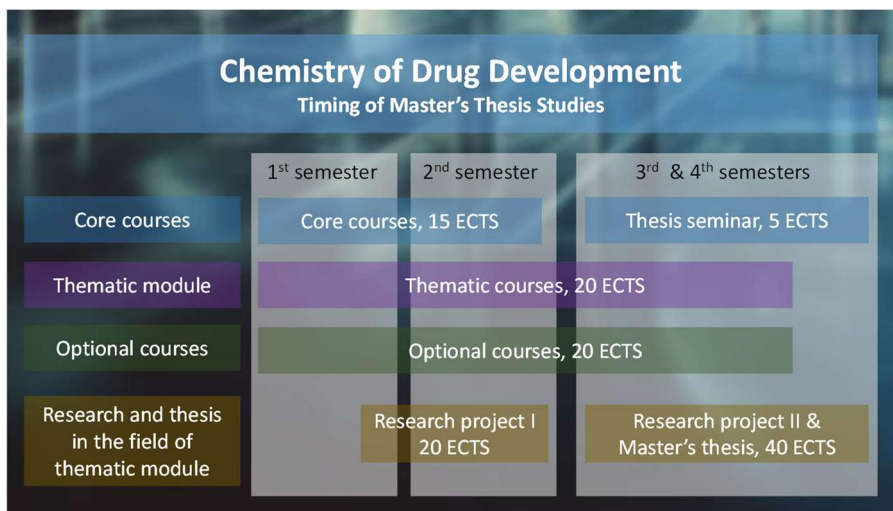 Chemistry of Drug Development
Timing of Master's Thesis Studies
1st semester
2nd semester
3rd & 4th semesters
Core courses
Core courses, 15 ECTS
Thesis seminar, 5 ECTS
Thematic module
Thematic courses, 20 ECTS
Optional courses
Optional courses, 20 ECTS
Research and thesis
in the field of
thematic module
Research project I
20 ECTS
Research project II &
Master's thesis, 40 ECTS